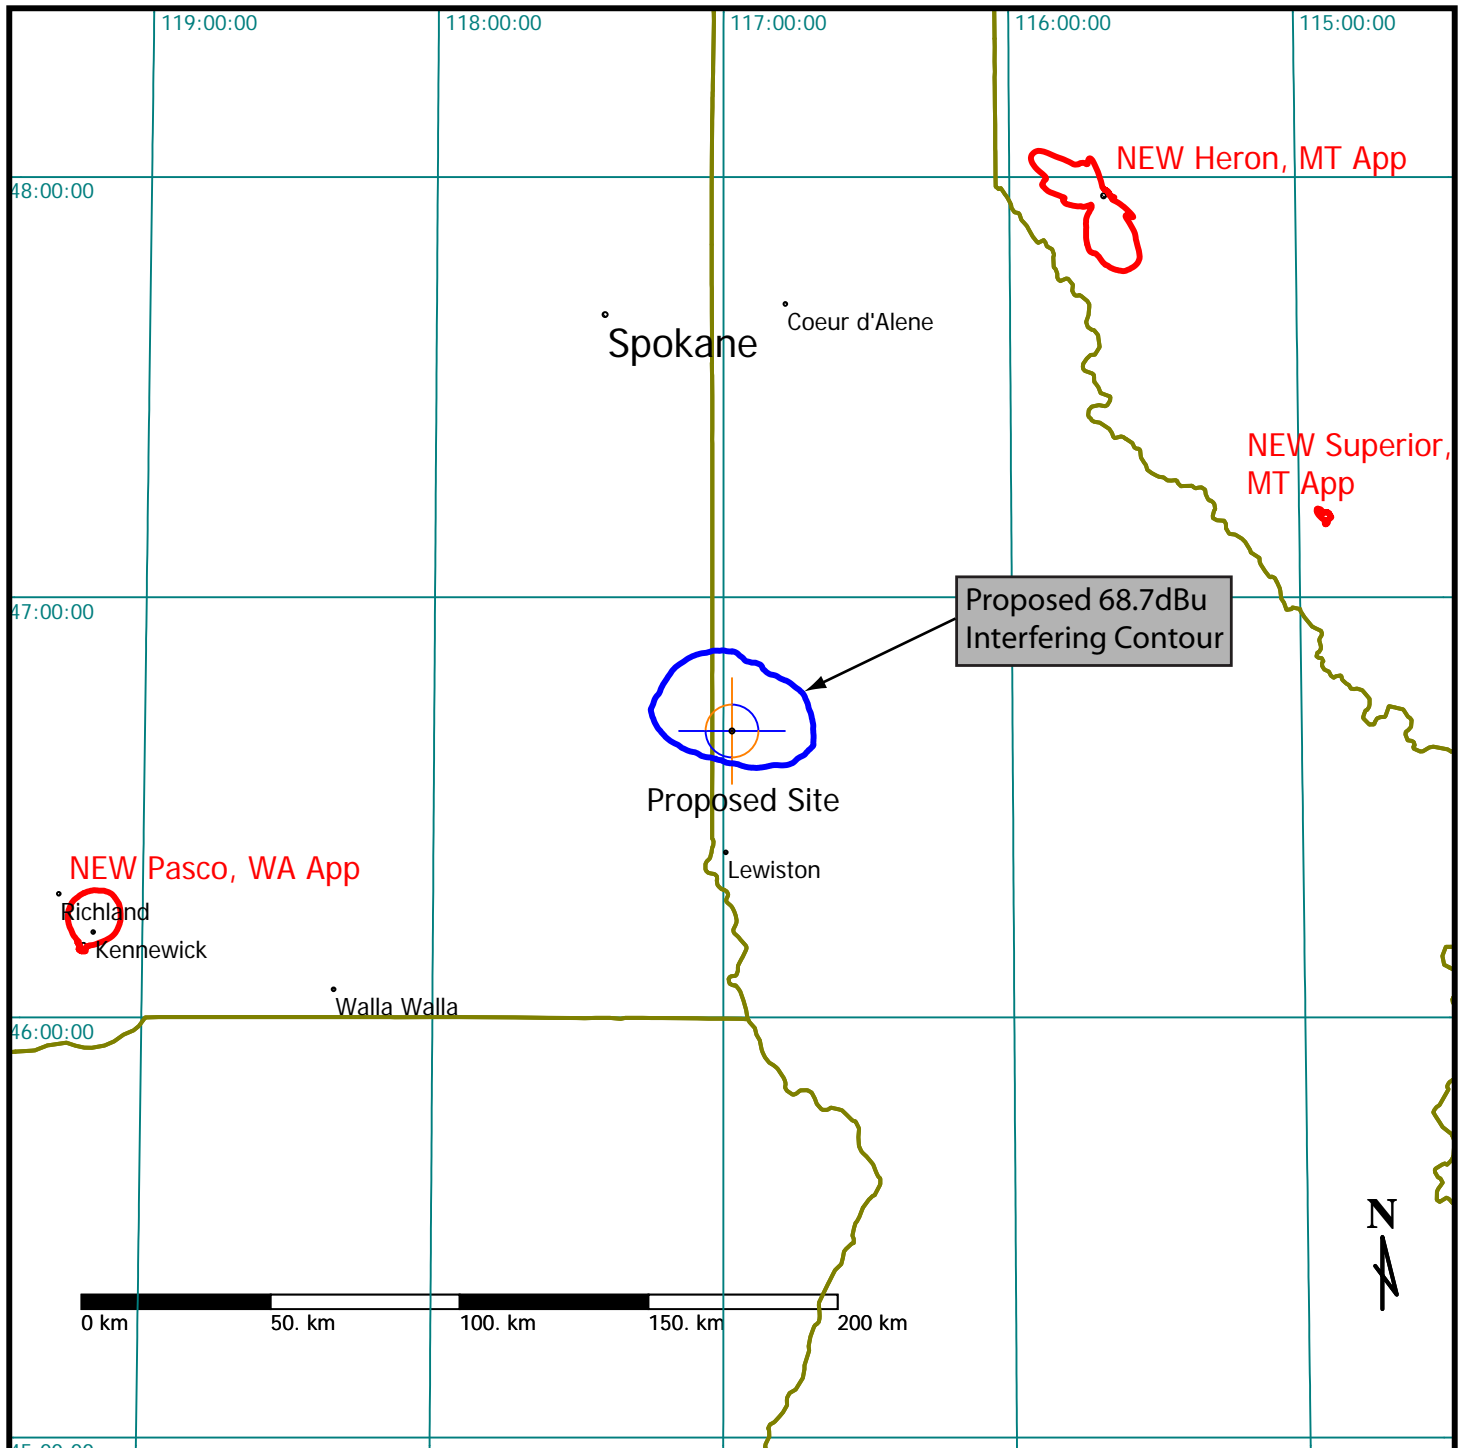 119:00:00
118:00:00
117:00:00
116:00:00
115:00:00
NEW Heron, MT App
48:00:00
Coeur d'Alene
Spokane
NEW Superior,
MT App
47:00:00
Proposed 68.7dBu
Interfering Contour
Proposed Site
NEW Pasco, WA App
Lewiston
Richland
Kennewick
Walla Walla
46:00:00
N
0 km
50. km
100. km
150. km
200 km
45:00:00